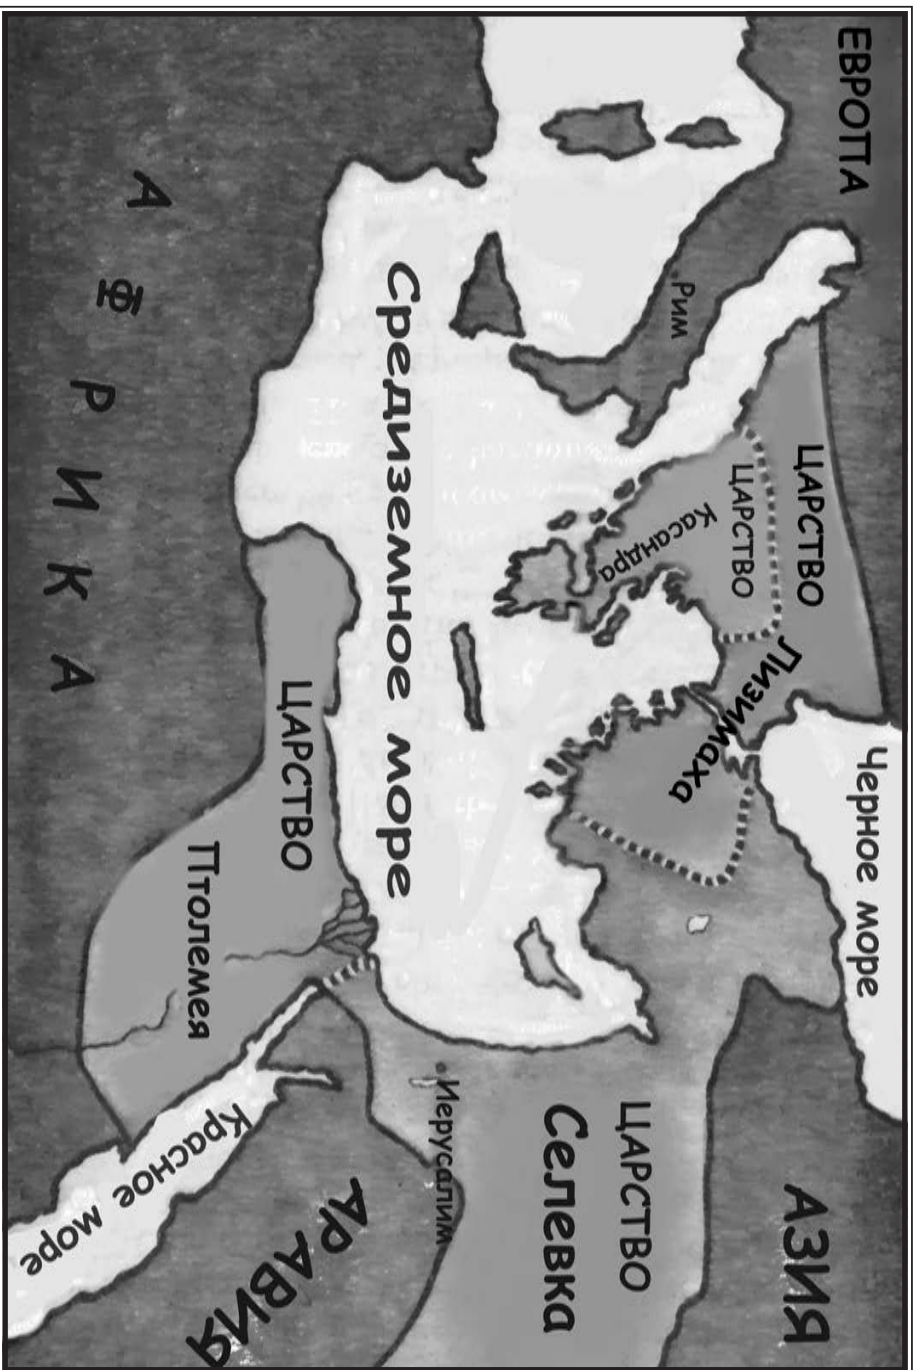 ЕВРОПА
Рим
ЦАРСТВО
Лизимаха
ЦАРСТВО
Касандра
Черное море
АЗИЯ
Средиземное море
ЦАРСТВО
Селевка
Иерусалим
АФРИКА
ЦАРСТВО
Птолемея
Красное море
АРАВИЯ